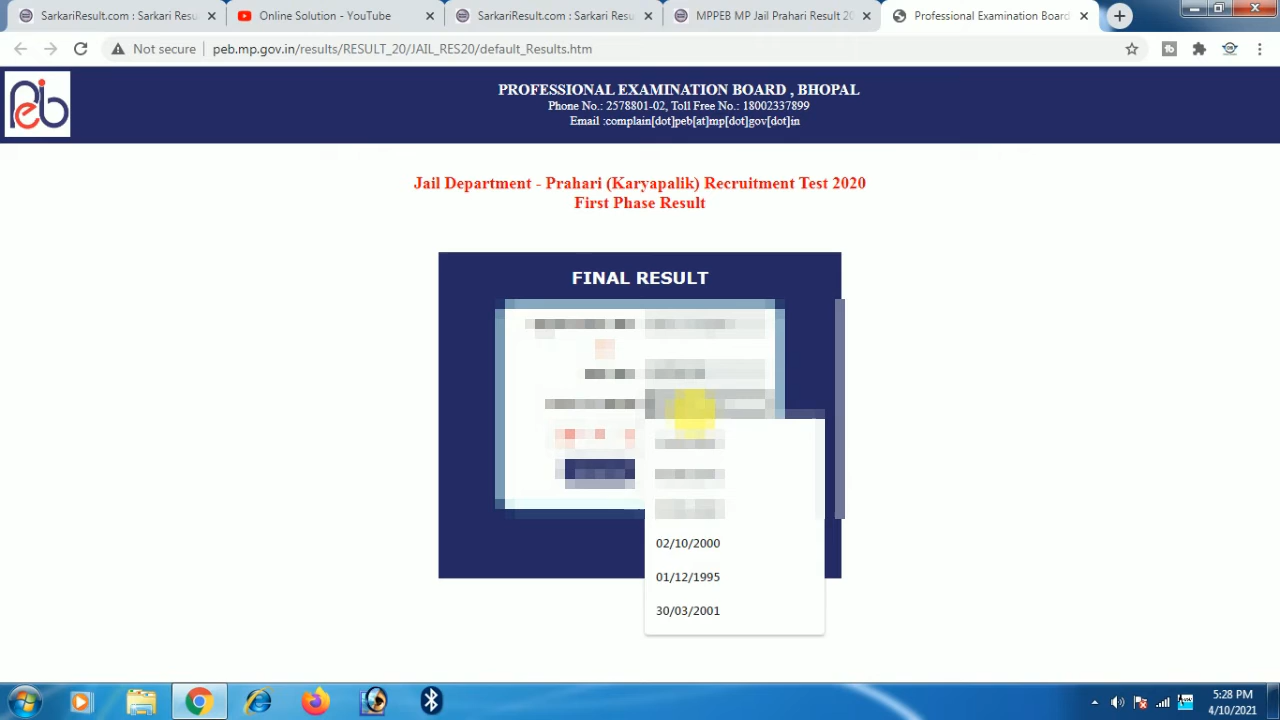 SarkariResult.com : Sarkari Resu
Online Solution - YouTube
SarkariResult.com : Sarkari Resu
MPPEB MP Jail Prahari Result 20
Professional Examination Board
Not secure
peb.mp.gov.in/results/RESULT_20/JAIL_RES20/default_Results.htm
Peb
PROFESSIONAL EXAMINATION BOARD , BHOPAL
Phone No.: 2578801-02, Toll Free No.: 18002337899
Email :complain[dot]peb[at]mp[dot]gov[dot]in
Jail Department - Prahari (Karyapalik) Recruitment Test 2020
First Phase Result
FINAL RESULT
02/10/2000
01/12/1995
30/03/2001
5:28 PM
4/10/2021